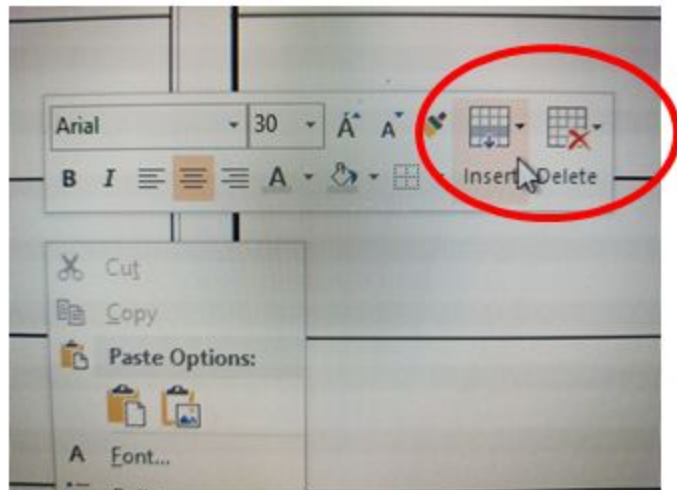 Arial 30 A A
B I A Insert Delete
Cut
Copy
Paste Options:
A Font...